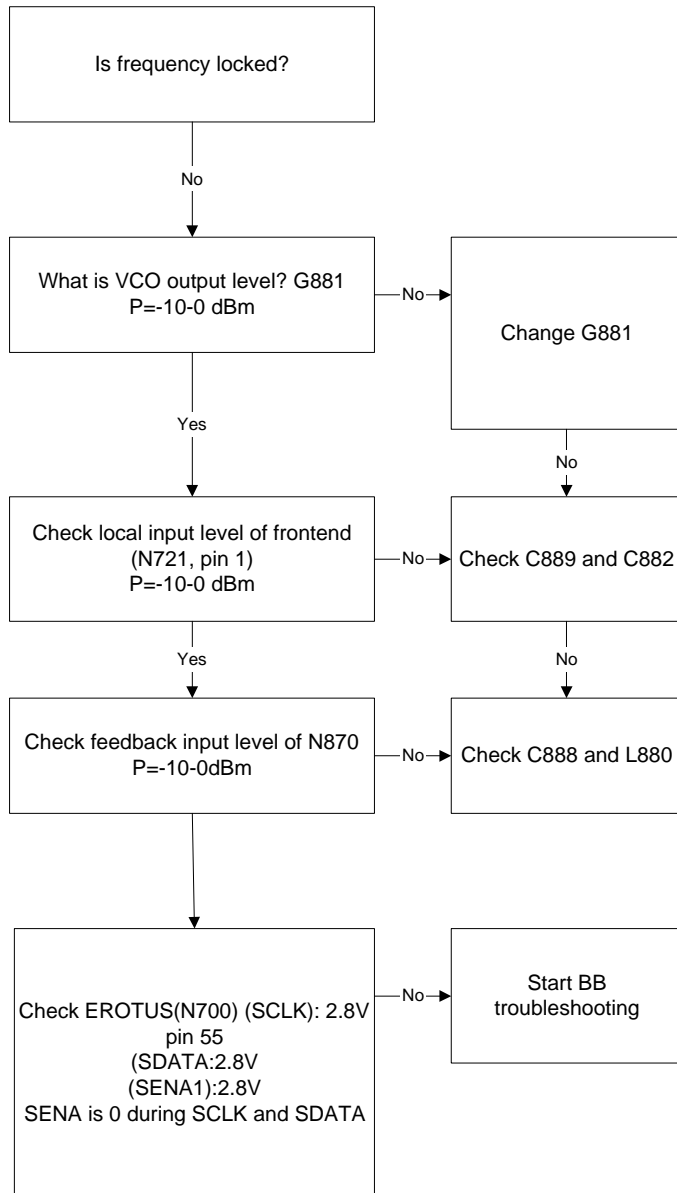 Is frequency locked?
No
What is VCO output level? G881
P=-10-0 dBm
No
Change G881
Yes
No
Check local input level of frontend
(N721, pin 1)
P=-10-0 dBm
No
Check C889 and C882
Yes
No
Check feedback input level of N870
P=-10-0dBm
No
Check C888 and L880
Check EROTUS(N700) (SCLK): 2.8V
pin 55
(SDATA:2.8V
(SENA1):2.8V
SENA is 0 during SCLK and SDATA
No
Start BB
troubleshooting